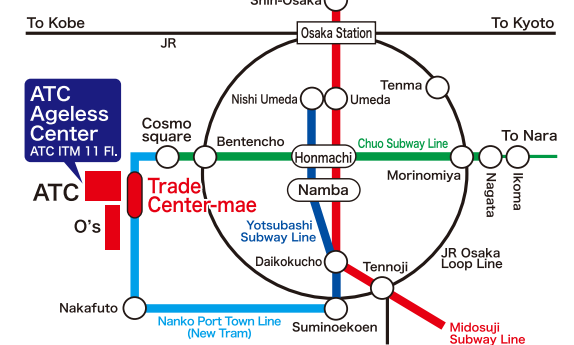 Shin-Osaka
To Kobe
To Kyoto
Osaka Station
JR
ATC
Ageless
Center
ATC ITM 11 Fl.
Tenma
Nishi Umeda
Umeda
Cosmo
square
Bentencho
Chuo Subway Line
To Nara
Honmachi
Morinomiya
Nagata
Ikoma
ATC
Trade
Center-mae
Namba
O's
Yotsubashi
Subway Line
Daikokucho
Tennoji
JR Osaka
Loop Line
Nakafuto
Nanko Port Town Line
(New Tram)
Suminoekoen
Midosuji
Subway Line